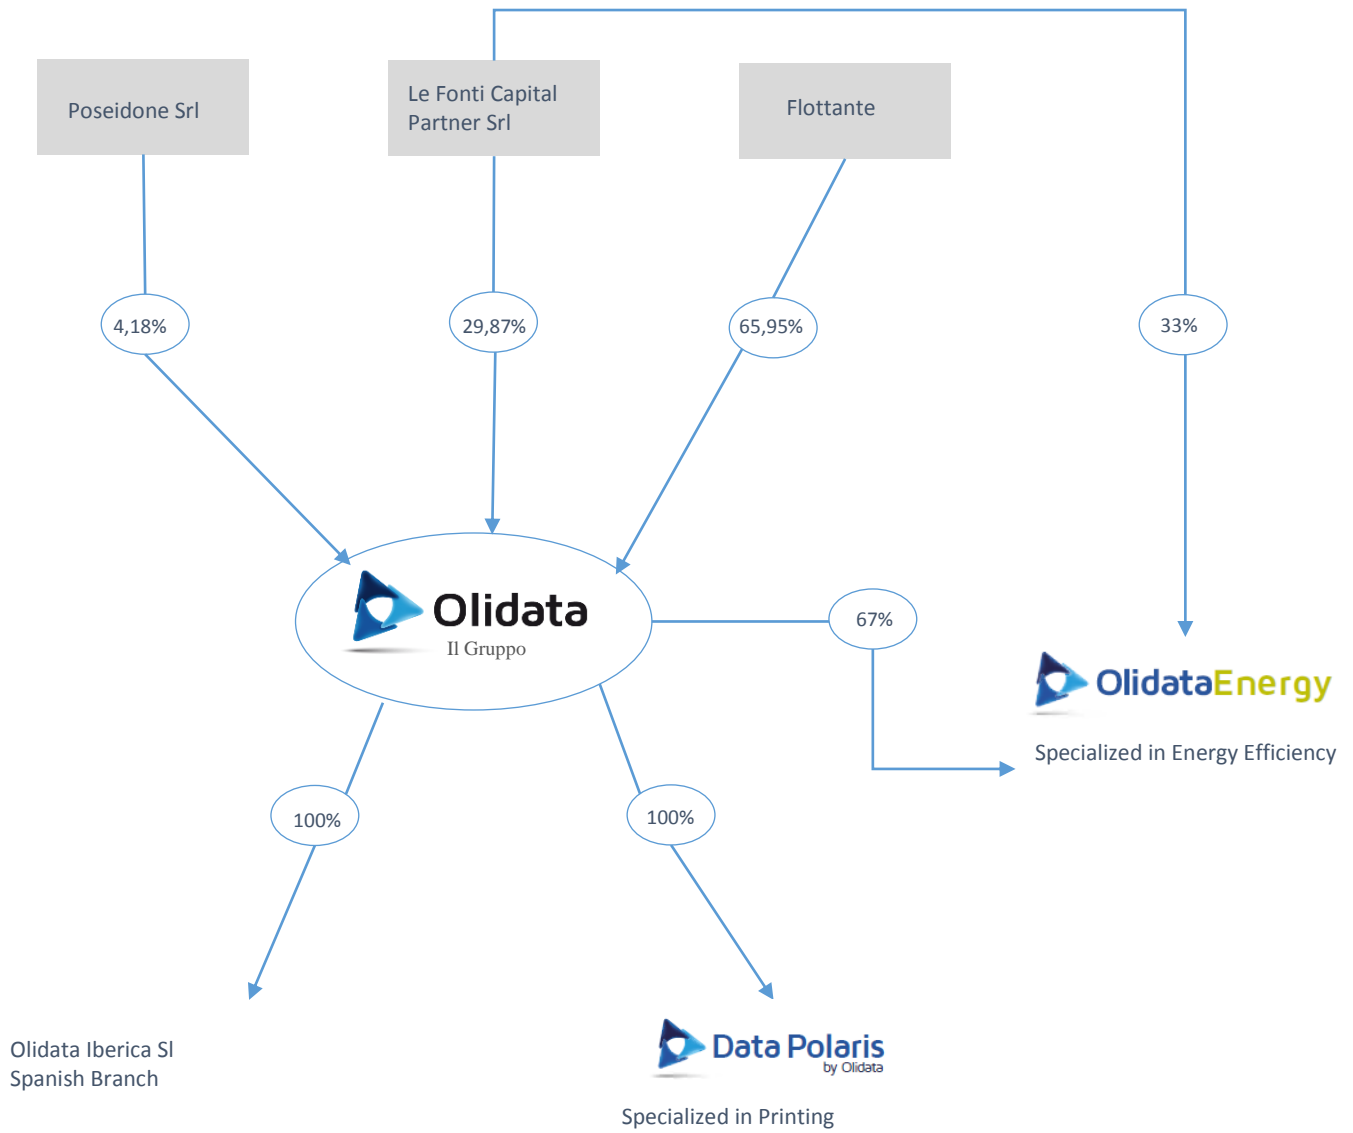 Poseidone Srl
Le Fonti Capital
Partner Srl
Flottante
4,18%
29,87%
65,95%
33%
Olidata
Il Gruppo
67%
OlidataEnergy
Specialized in Energy Efficiency
100%
100%
Olidata Iberica Sl
Spanish Branch
Data Polaris
by Olidata
Specialized in Printing